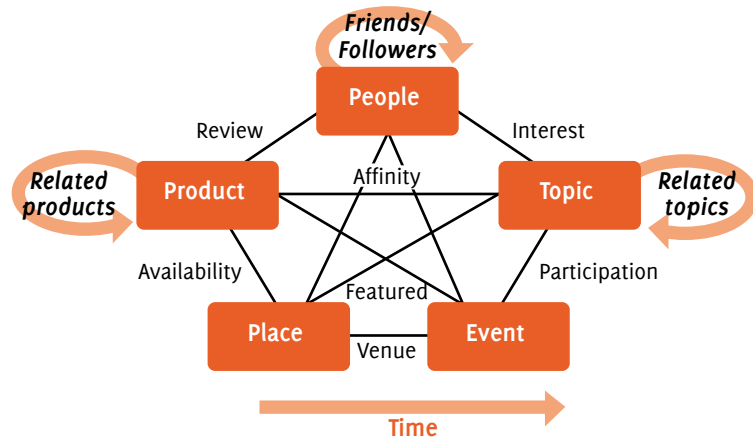 Friends/
Followers
People
Review
Interest
Related
products
Product
Affinity
Topic
Related
topics
Availability
Featured
Participation
Place
Venue
Event
Time